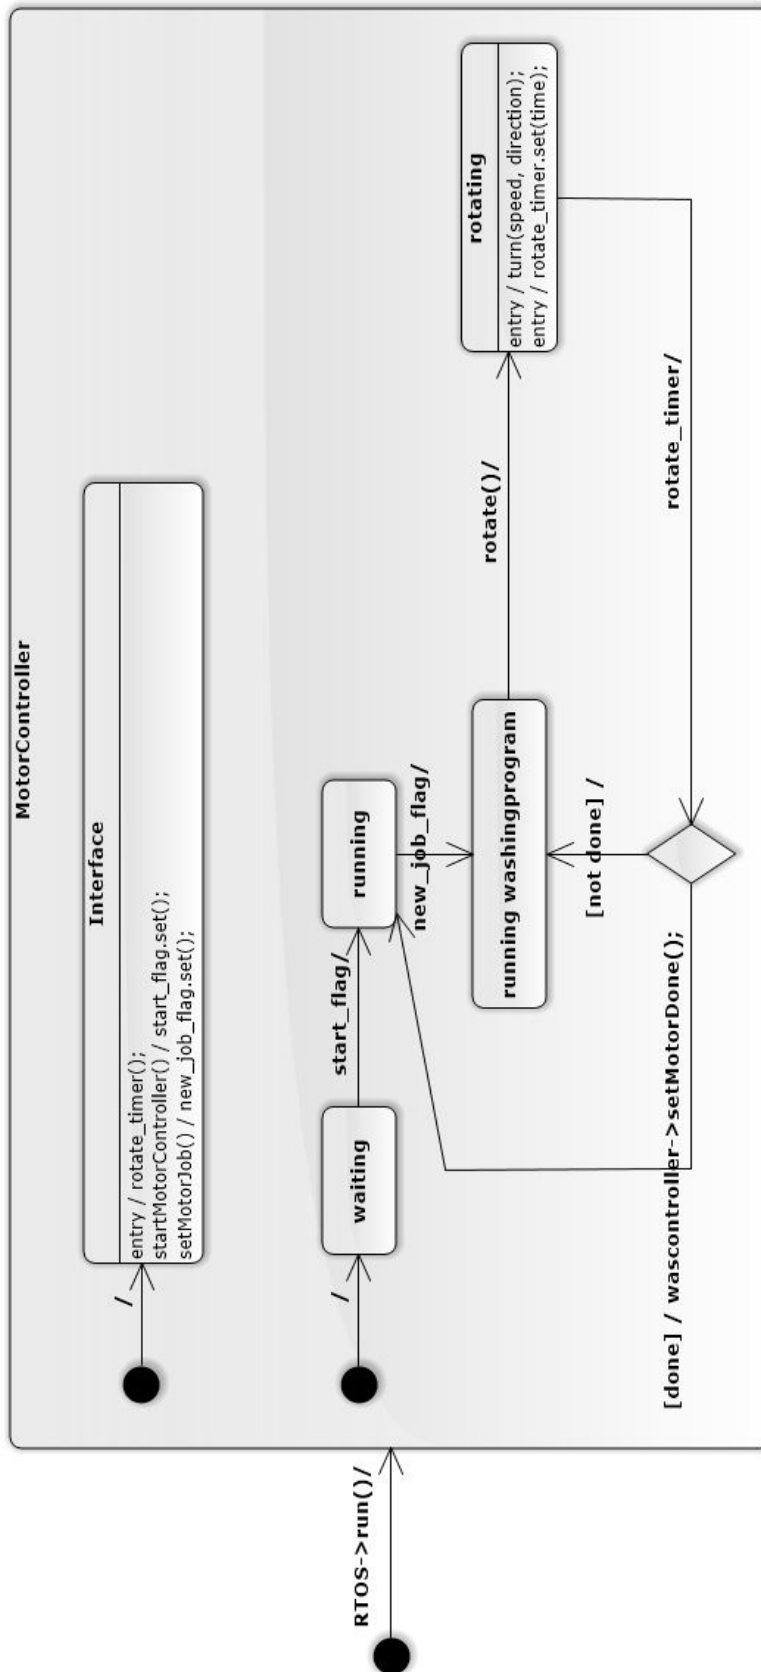 MotorController
Interface
entry / rotate_timer();
startMotorController() / start_flag.set();
setMotorJob() / new_job_flag.set();
/
RTOS->run()/
/
waiting
start_flag/
running
new_job_flag/
running washingprogram
rotate()/
rotating
entry / turn(speed, direction);
entry / rotate_timer.set(time);
rotate_timer/
[not done] /
[done] / wascontroller->setMotorDone();